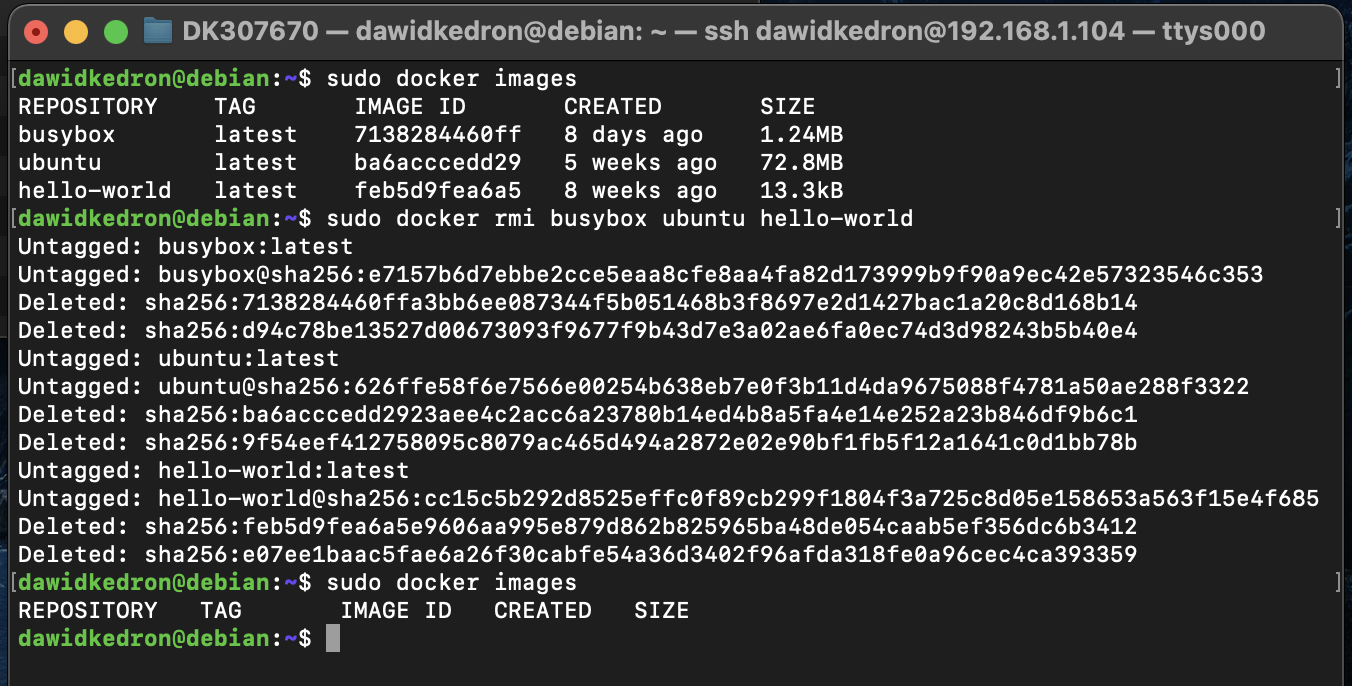 DK307670 — dawidkedron@debian: ~ — ssh dawidkedron@192.168.1.104 — ttys000
[dawidkedron@debian:~$ sudo docker images ]
REPOSITORY TAG IMAGE ID CREATED SIZE
busybox latest 7138284460ff 8 days ago 1.24MB
ubuntu latest ba6acccedd29 5 weeks ago 72.8MB
hello-world latest feb5d9fea6a5 8 weeks ago 13.3kB
[dawidkedron@debian:~$ sudo docker rmi busybox ubuntu hello-world ]
Untagged: busybox:latest
Untagged: busybox@sha256:e7157b6d7ebbe2cce5eaa8cfe8aa4fa82d173999b9f90a9ec42e57323546c353
Deleted: sha256:7138284460ffa3bb6ee087344f5b051468b3f8697e2d1427bac1a20c8d168b14
Deleted: sha256:d94c78be13527d00673093f9677f9b43d7e3a02ae6fa0ec74d3d98243b5b40e4
Untagged: ubuntu:latest
Untagged: ubuntu@sha256:626ffe58f6e7566e00254b638eb7e0f3b11d4da9675088f4781a50ae288f3322
Deleted: sha256:ba6acccedd2923aee4c2acc6a23780b14ed4b8a5fa4e14e252a23b846df9b6c1
Deleted: sha256:9f54eef412758095c8079ac465d494a2872e02e90bf1fb5f12a1641c0d1bb78b
Untagged: hello-world:latest
Untagged: hello-world@sha256:cc15c5b292d8525effc0f89cb299f1804f3a725c8d05e158653a563f15e4f685
Deleted: sha256:feb5d9fea6a5e9606aa995e879d862b825965ba48de054caab5ef356dc6b3412
Deleted: sha256:e07ee1baac5fae6a26f30cabfe54a36d3402f96afda318fe0a96cec4ca393359
[dawidkedron@debian:~$ sudo docker images ]
REPOSITORY TAG IMAGE ID CREATED SIZE
dawidkedron@debian:~$